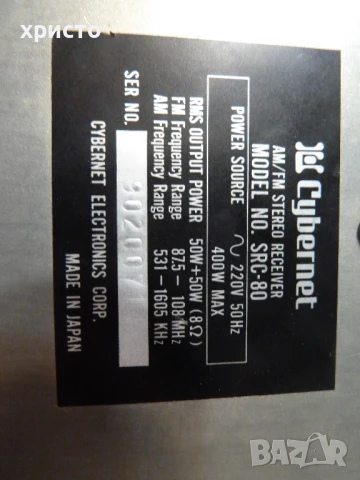 христо
Cybernet
AM/FM STEREO RECEIVER
MODEL NO. SRC-80
POWER SOURCE ~ 220V 50Hz
400W MAX
RMS OUTPUT POWER 50W+50W (8Ω)
FM Frequency Range 87.5 - 108 MHz
AM Frequency Range 531 - 1605 KHz
SER NO.
CYBERNET ELECTRONICS CORP.
MADE IN JAPAN
BAZAR
bg